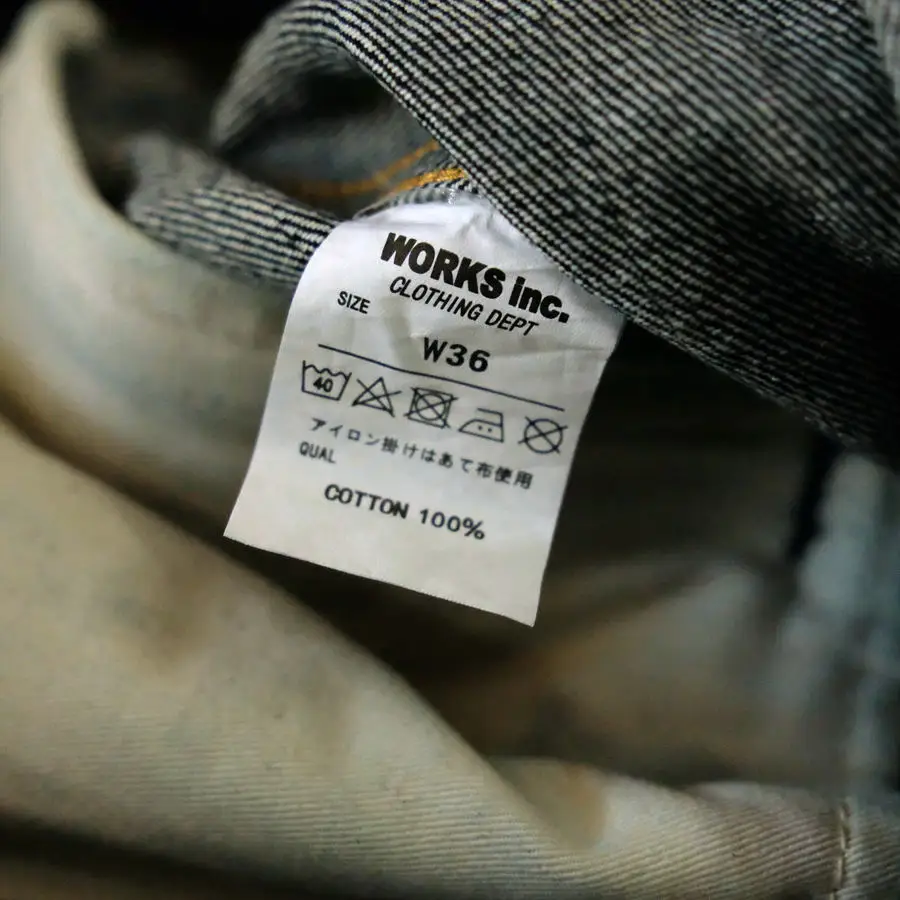 WORKS inc.
CLOTHING DEPT
SIZE
W36
40
アイロン掛けはあて布使用
QUAL
COTTON 100%